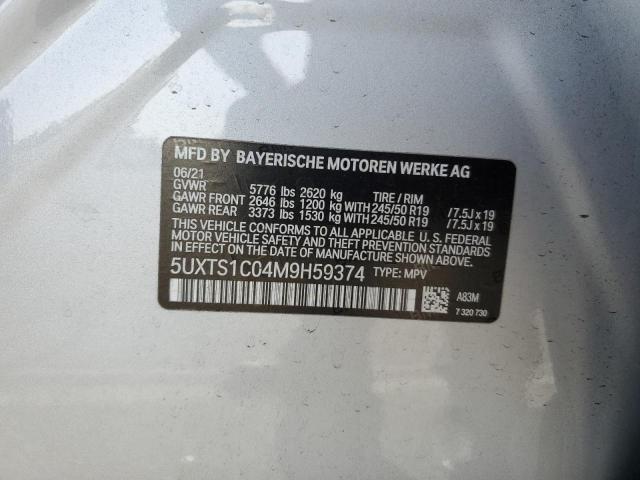 MFD BY BAYERISCHE MOTOREN WERKE AG
06/21
GVWR 5776 lbs 2620 kg TIRE / RIM
GAWR FRONT 2646 lbs 1200 kg WITH 245/50 R19 /7.5J x 19
GAWR REAR 3373 lbs 1530 kg WITH 245/50 R19 /7.5J x 19
THIS VEHICLE CONFORMS TO ALL APPLICABLE FEDERAL
MOTOR VEHICLE SAFETY, BUMPER, AND THEFT PREVENTION STANDARDS
IN EFFECT ON THE DATE OF MANUFACTURE SHOWN ABOVE.
5UXTS1C04M9H59374 TYPE: MPV
A83M
7 320 730